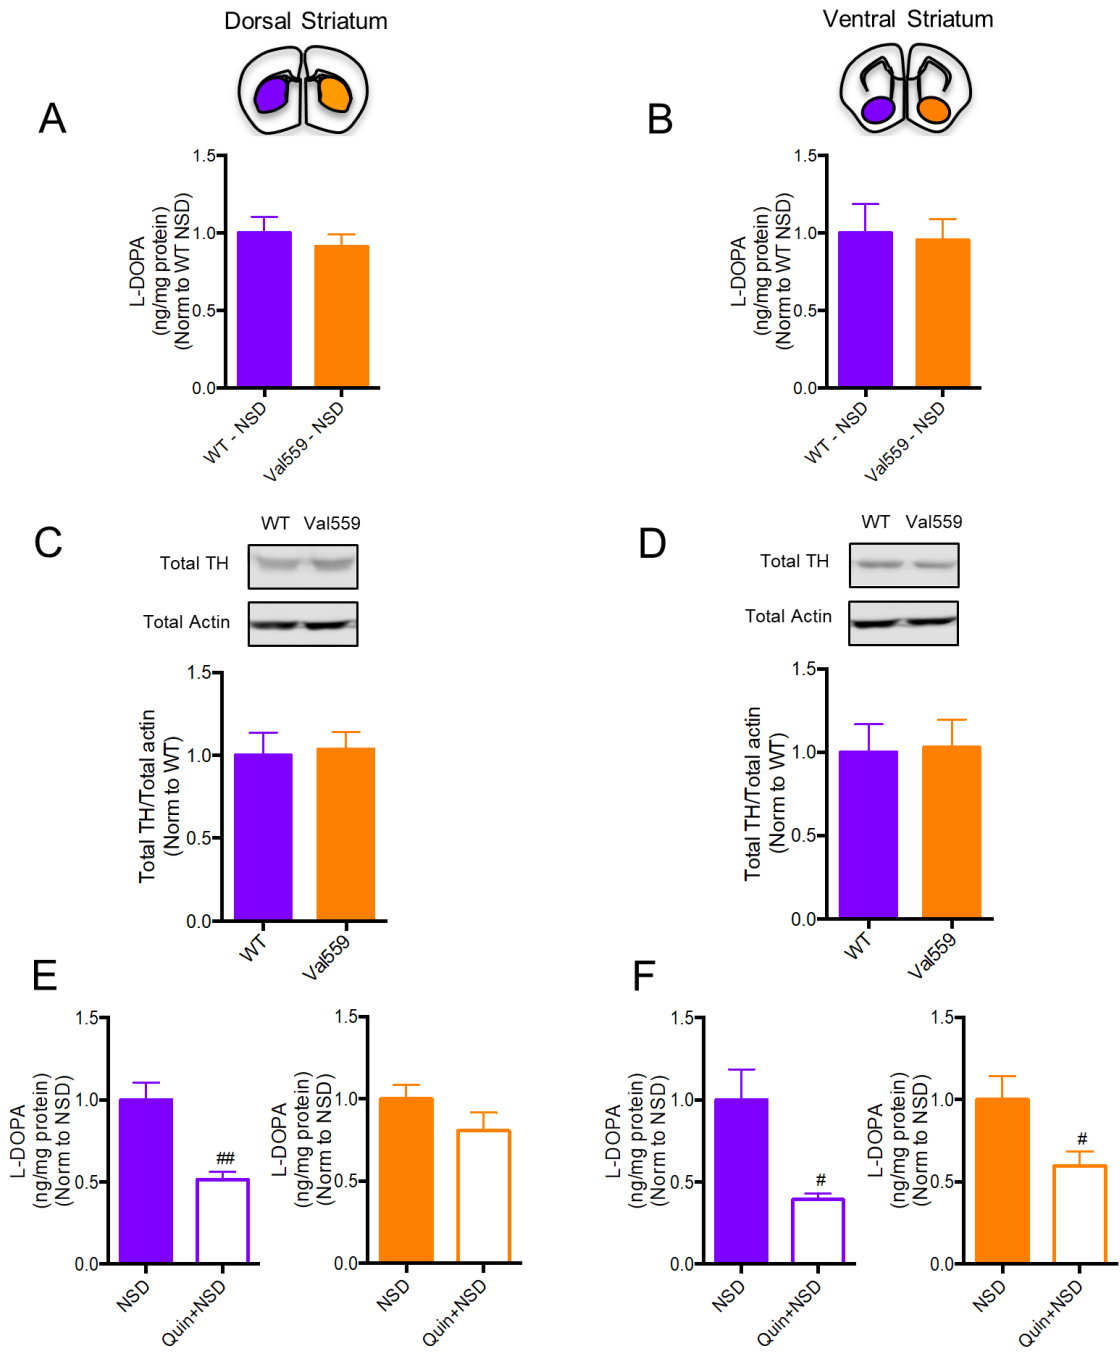 Dorsal Striatum
Ventral Striatum
A
B
1.5
1.0
0.5
0.0
L-DOPA
(ng/mg protein)
(Norm to WT NSD)
WT - NSD
Val559 - NSD
1.5
1.0
0.5
0.0
L-DOPA
(ng/mg protein)
(Norm to WT NSD)
WT - NSD
Val559 - NSD
C
WT Val559
Total TH
Total Actin
1.5
1.0
0.5
0.0
Total TH/Total actin
(Norm to WT)
WT
Val559
D
WT Val559
Total TH
Total Actin
1.5
1.0
0.5
0.0
Total TH/Total actin
(Norm to WT)
WT
Val559
E
1.5
1.0
0.5
0.0
L-DOPA
(ng/mg protein)
(Norm to NSD)
##
NSD
Quin+NSD
1.5
1.0
0.5
0.0
L-DOPA
(ng/mg protein)
(Norm to NSD)
NSD
Quin+NSD
F
1.5
1.0
0.5
0.0
L-DOPA
(ng/mg protein)
(Norm to NSD)
#
NSD
Quin+NSD
1.5
1.0
0.5
0.0
L-DOPA
(ng/mg protein)
(Norm to NSD)
#
NSD
Quin+NSD